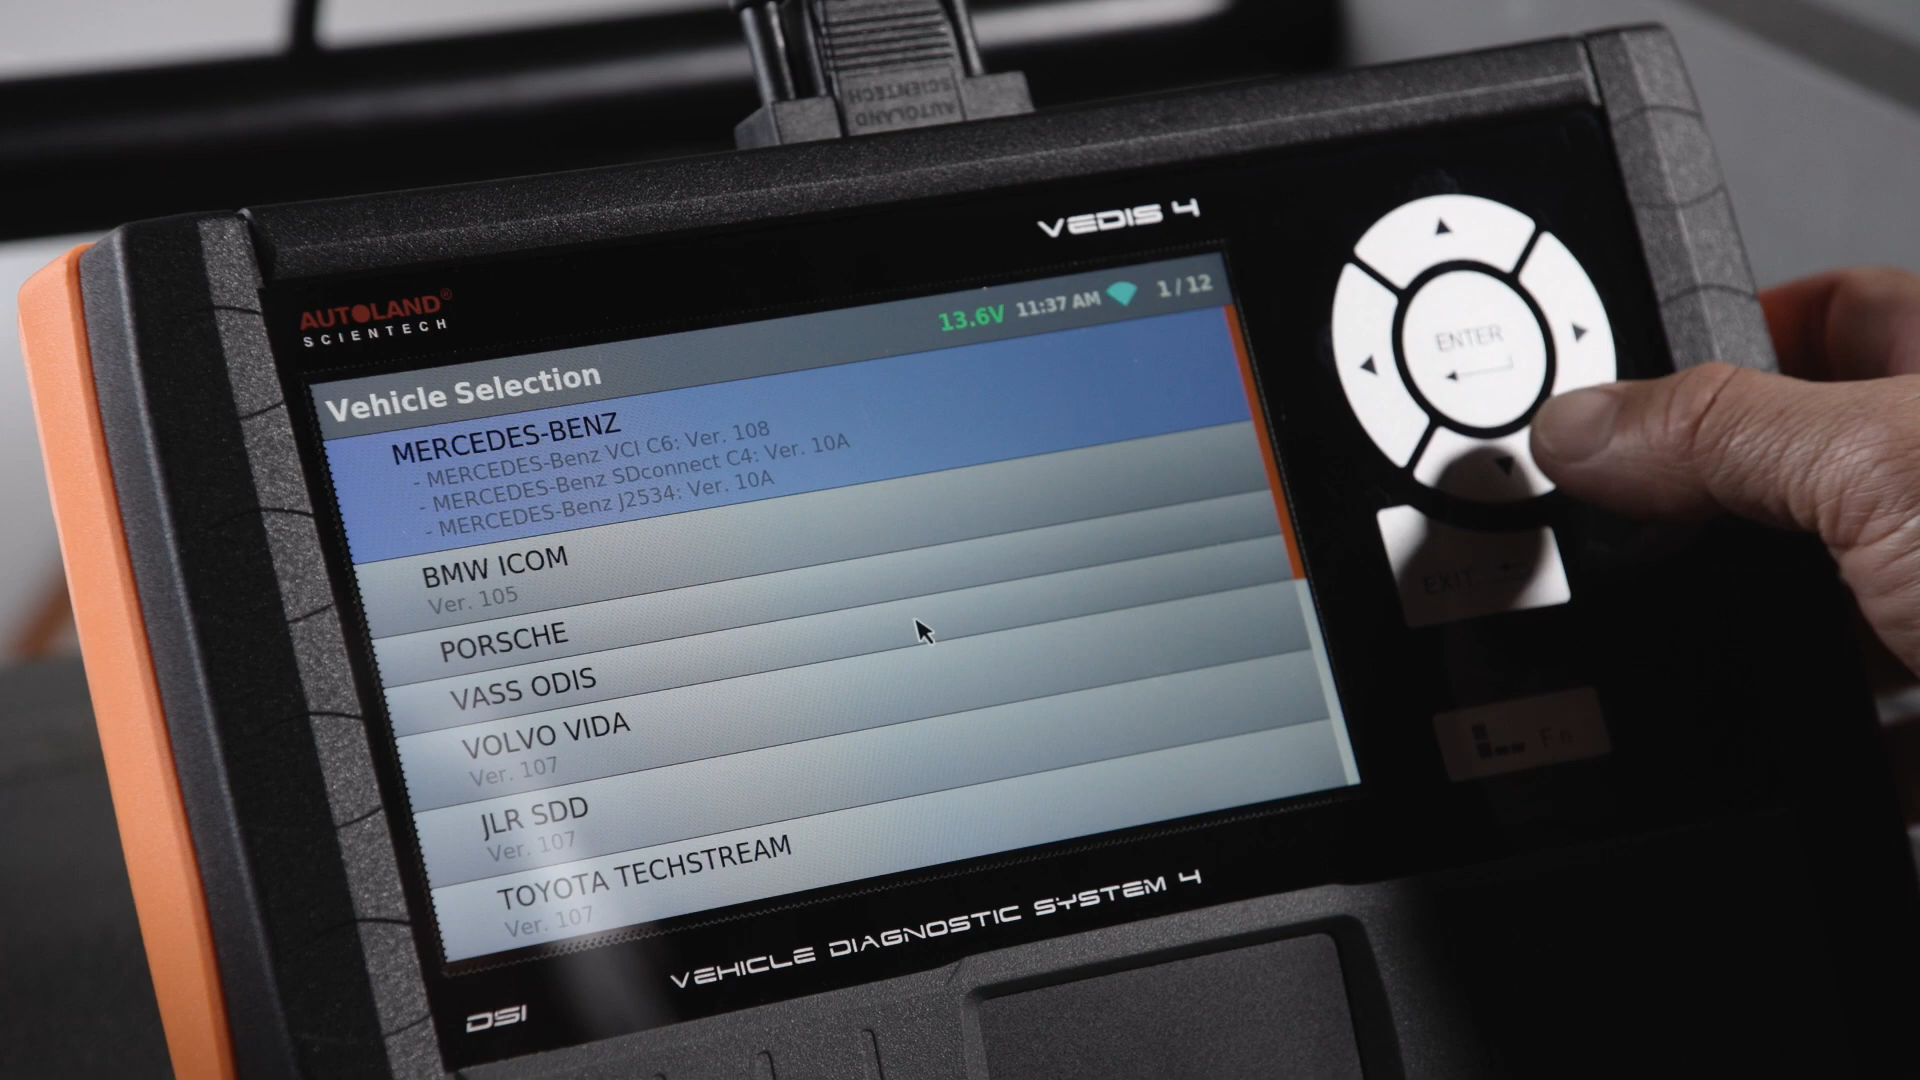 AUTOLAND
SCIENTECH
VEDIS 4
AUTOLAND®
SCIENTECH
13.6V 11:37 AM 1 / 12
Vehicle Selection
MERCEDES-BENZ
- MERCEDES-Benz VCI C6: Ver. 108
- MERCEDES-Benz SDconnect C4: Ver. 10A
- MERCEDES-Benz J2534: Ver. 10A
BMW ICOM
Ver. 105
PORSCHE
VASS ODIS
VOLVO VIDA
Ver. 107
JLR SDD
Ver. 107
TOYOTA TECHSTREAM
Ver. 107
ENTER
EXIT
Fn
VEHICLE DIAGNOSTIC SYSTEM 4
DSI